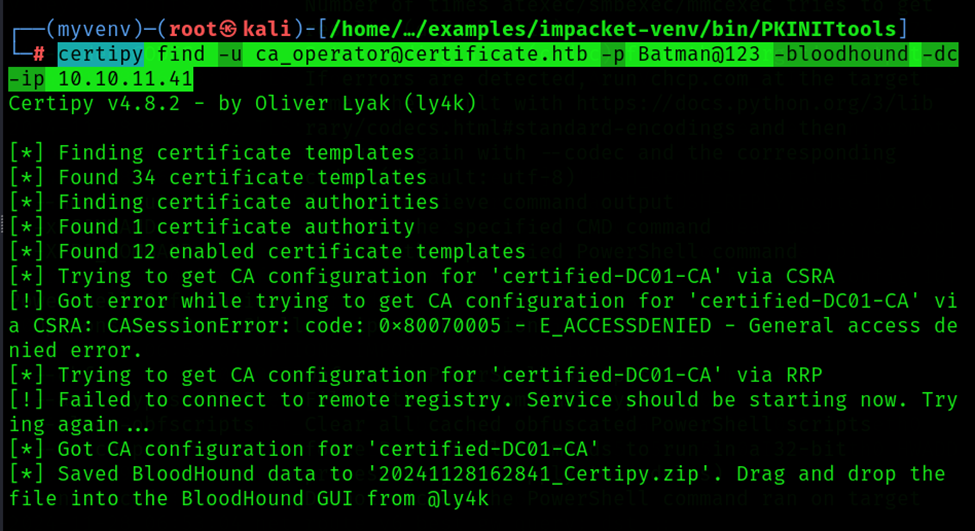 ┌──(myvenv)─(root㉿kali)-[/home/…/examples/impacket-venv/bin/PKINITtools]
└─# certipy find -u ca_operator@certificate.htb -p Batman@123 -bloodhound -dc
-ip 10.10.11.41
Certipy v4.8.2 - by Oliver Lyak (ly4k)
[*] Finding certificate templates
[*] Found 34 certificate templates
[*] Finding certificate authorities
[*] Found 1 certificate authority
[*] Found 12 enabled certificate templates
[*] Trying to get CA configuration for 'certified-DC01-CA' via CSRA
[!] Got error while trying to get CA configuration for 'certified-DC01-CA' vi
a CSRA: CASessionError: code: 0×80070005 - E_ACCESSDENIED - General access de
nied error.
[*] Trying to get CA configuration for 'certified-DC01-CA' via RRP
[!] Failed to connect to remote registry. Service should be starting now. Try
ing again...
[*] Got CA configuration for 'certified-DC01-CA'
[*] Saved BloodHound data to '20241128162841_Certipy.zip'. Drag and drop the
file into the BloodHound GUI from @ly4k